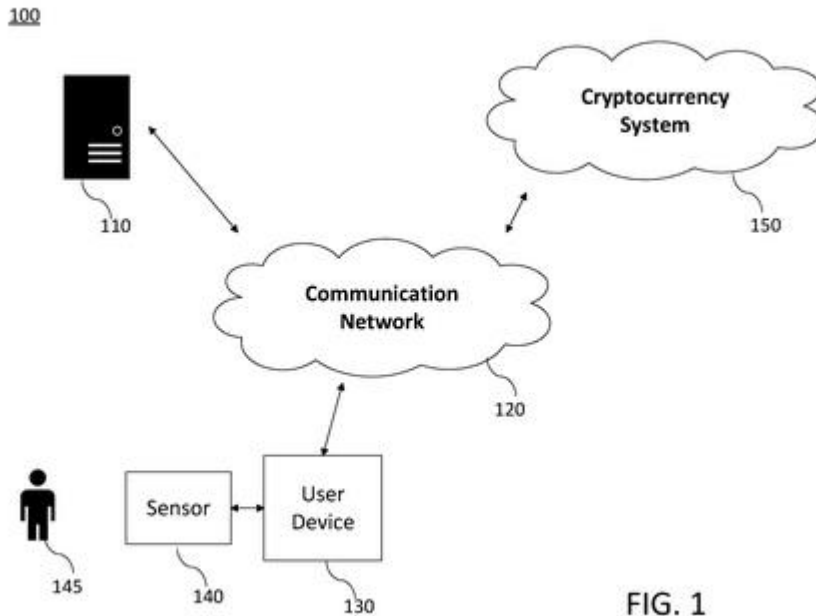 100
Cryptocurrency
System
110
150
Communication
Network
120
Sensor
User
Device
145
140
130
FIG. 1